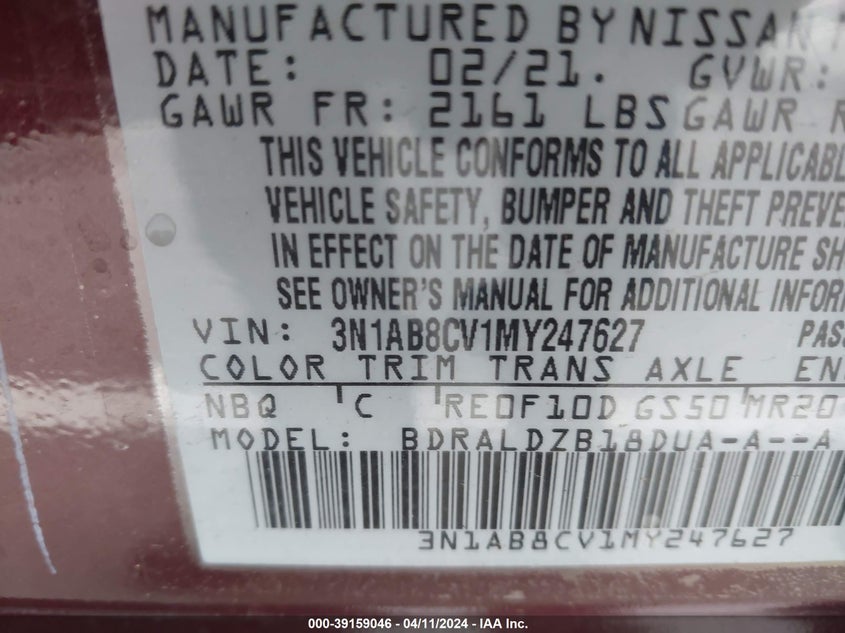 MANUFACTURED BY NISSAN
DATE: 02/21. GVWR:
GAWR FR: 2161 LBS GAWR
THIS VEHICLE CONFORMS TO ALL APPLICABL
VEHICLE SAFETY, BUMPER AND THEFT PREVE
IN EFFECT ON THE DATE OF MANUFACTURE SH
SEE OWNER'S MANUAL FOR ADDITIONAL INFOR
VIN: 3N1AB8CV1MY247627 PASS
COLOR TRIM TRANS AXLE EN
NBQ C RE0F10D GS50 MR20
MODEL: BDRALDZB18DUA-A--A
3N1AB8CV1MY247627
000-39159046 - 04/11/2024 - IAA Inc.